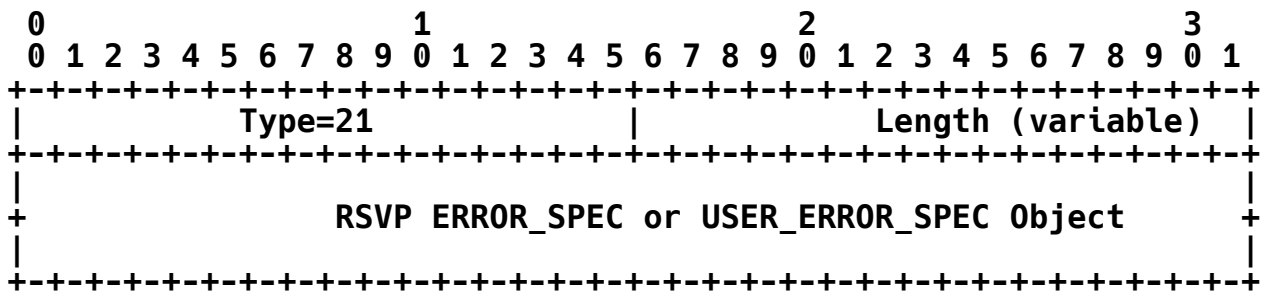 0                   1                   2                   3
 0 1 2 3 4 5 6 7 8 9 0 1 2 3 4 5 6 7 8 9 0 1 2 3 4 5 6 7 8 9 0 1
+-+-+-+-+-+-+-+-+-+-+-+-+-+-+-+-+-+-+-+-+-+-+-+-+-+-+-+-+-+-+-+-+
|           Type=21             |            Length (variable)  |
+-+-+-+-+-+-+-+-+-+-+-+-+-+-+-+-+-+-+-+-+-+-+-+-+-+-+-+-+-+-+-+-+
|                                                               |
+                RSVP ERROR_SPEC or USER_ERROR_SPEC Object      +
|                                                               |
+-+-+-+-+-+-+-+-+-+-+-+-+-+-+-+-+-+-+-+-+-+-+-+-+-+-+-+-+-+-+-+-+